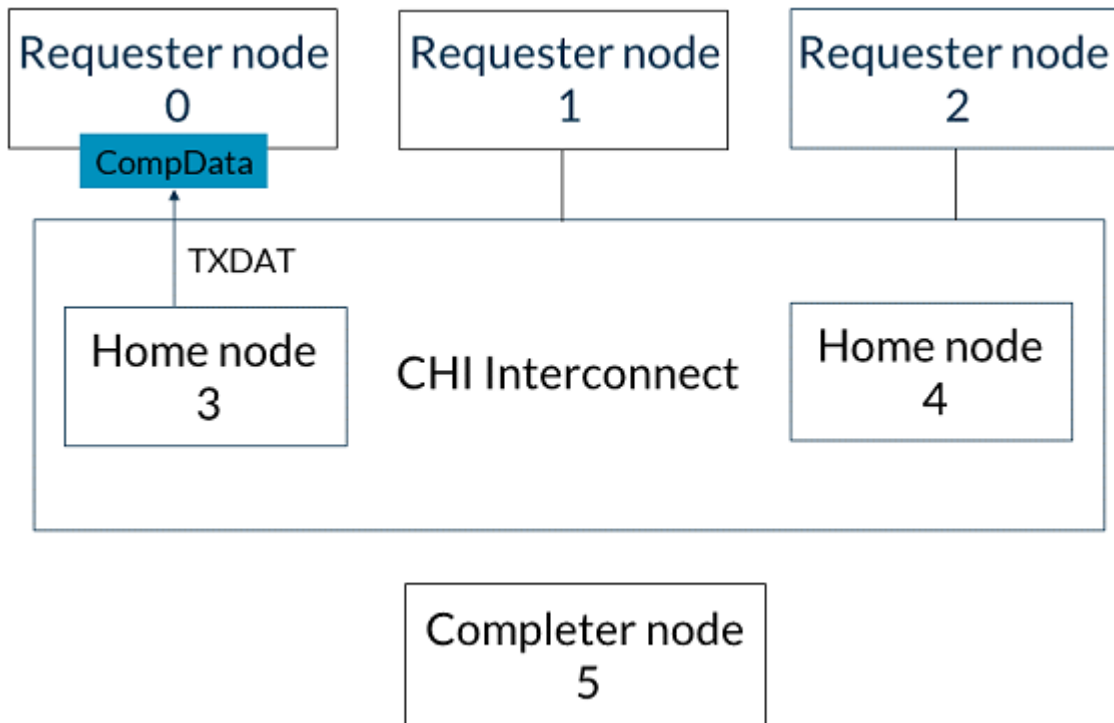 Requester node
0
Requester node
1
Requester node
2
CompData
TXDAT
Home node
3
CHI Interconnect
Home node
4
Completer node
5